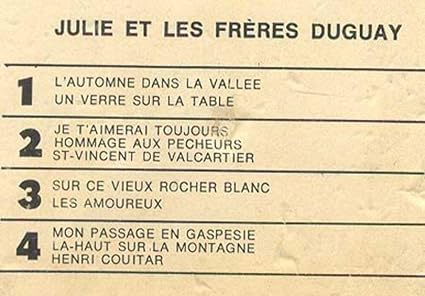 JULIE ET LES FRÈRES DUGUAY
1 L'AUTOMNE DANS LA VALLEE
UN VERRE SUR LA TABLE
2 JE T'AIMERAI TOUJOURS
HOMMAGE AUX PECHEURS
ST-VINCENT DE VALCARTIER
3 SUR CE VIEUX ROCHER BLANC
LES AMOUREUX
4 MON PASSAGE EN GASPESIE
LA-HAUT SUR LA MONTAGNE
HENRI COUITAR